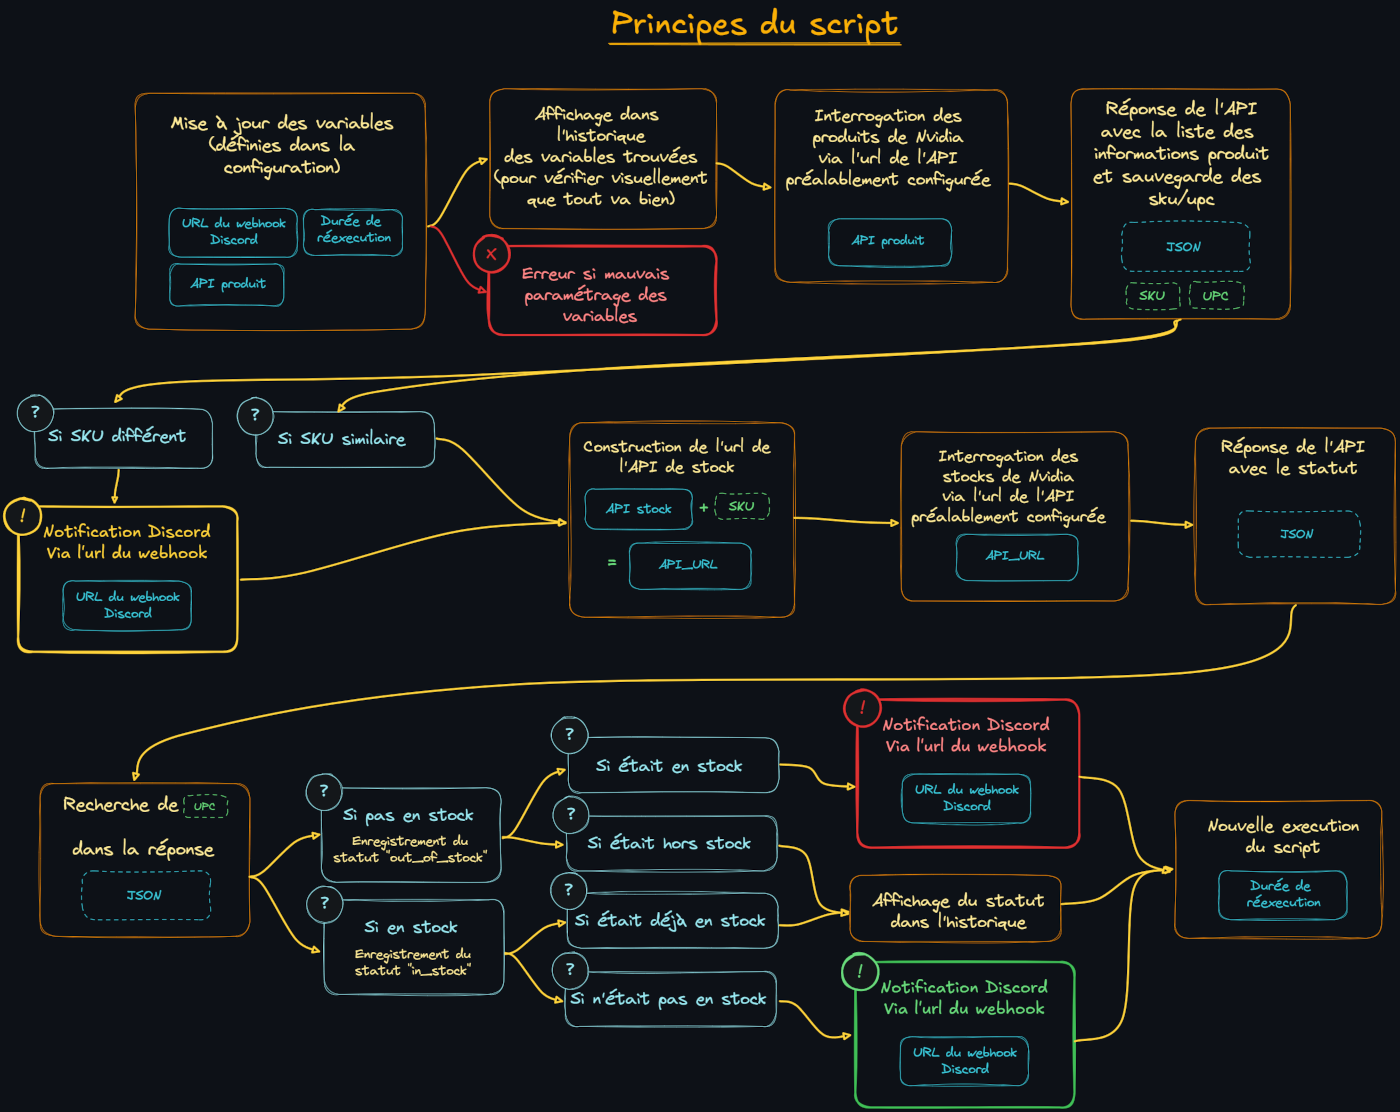 Principes du script
Mise à jour des variables
(définies dans la
configuration)
URL du webhook
Discord
Durée de
réexecution
API produit
Affichage dans
l'historique
des variables trouvées
(pour vérifier visuellement
que tout va bien)
X
Erreur si mauvais
paramétrage des
variables
Interrogation des
produits de Nvidia
via l'url de l'API
préalablement configurée
API produit
Réponse de l'API
avec la liste des
informations produit
et sauvegarde des
sku/upc
JSON
SKU
UPC
?
Si SKU différent
?
Si SKU similaire
!
Notification Discord
Via l'url du webhook
URL du webhook
Discord
Construction de l'url de
l'API de stock
API stock
+
SKU
=
API_URL
Interrogation des
stocks de Nvidia
via l'url de l'API
préalablement configurée
API_URL
Réponse de l'API
avec le statut
JSON
Recherche de
UPC
dans la réponse
JSON
?
Si pas en stock
Enregistrement du
statut "out_of_stock"
?
Si en stock
Enregistrement du
statut "in_stock"
?
Si était en stock
?
Si était hors stock
?
Si était déjà en stock
?
Si n'était pas en stock
!
Notification Discord
Via l'url du webhook
URL du webhook
Discord
Affichage du statut
dans l'historique
!
Notification Discord
Via l'url du webhook
URL du webhook
Discord
Nouvelle execution
du script
Durée de
réexecution